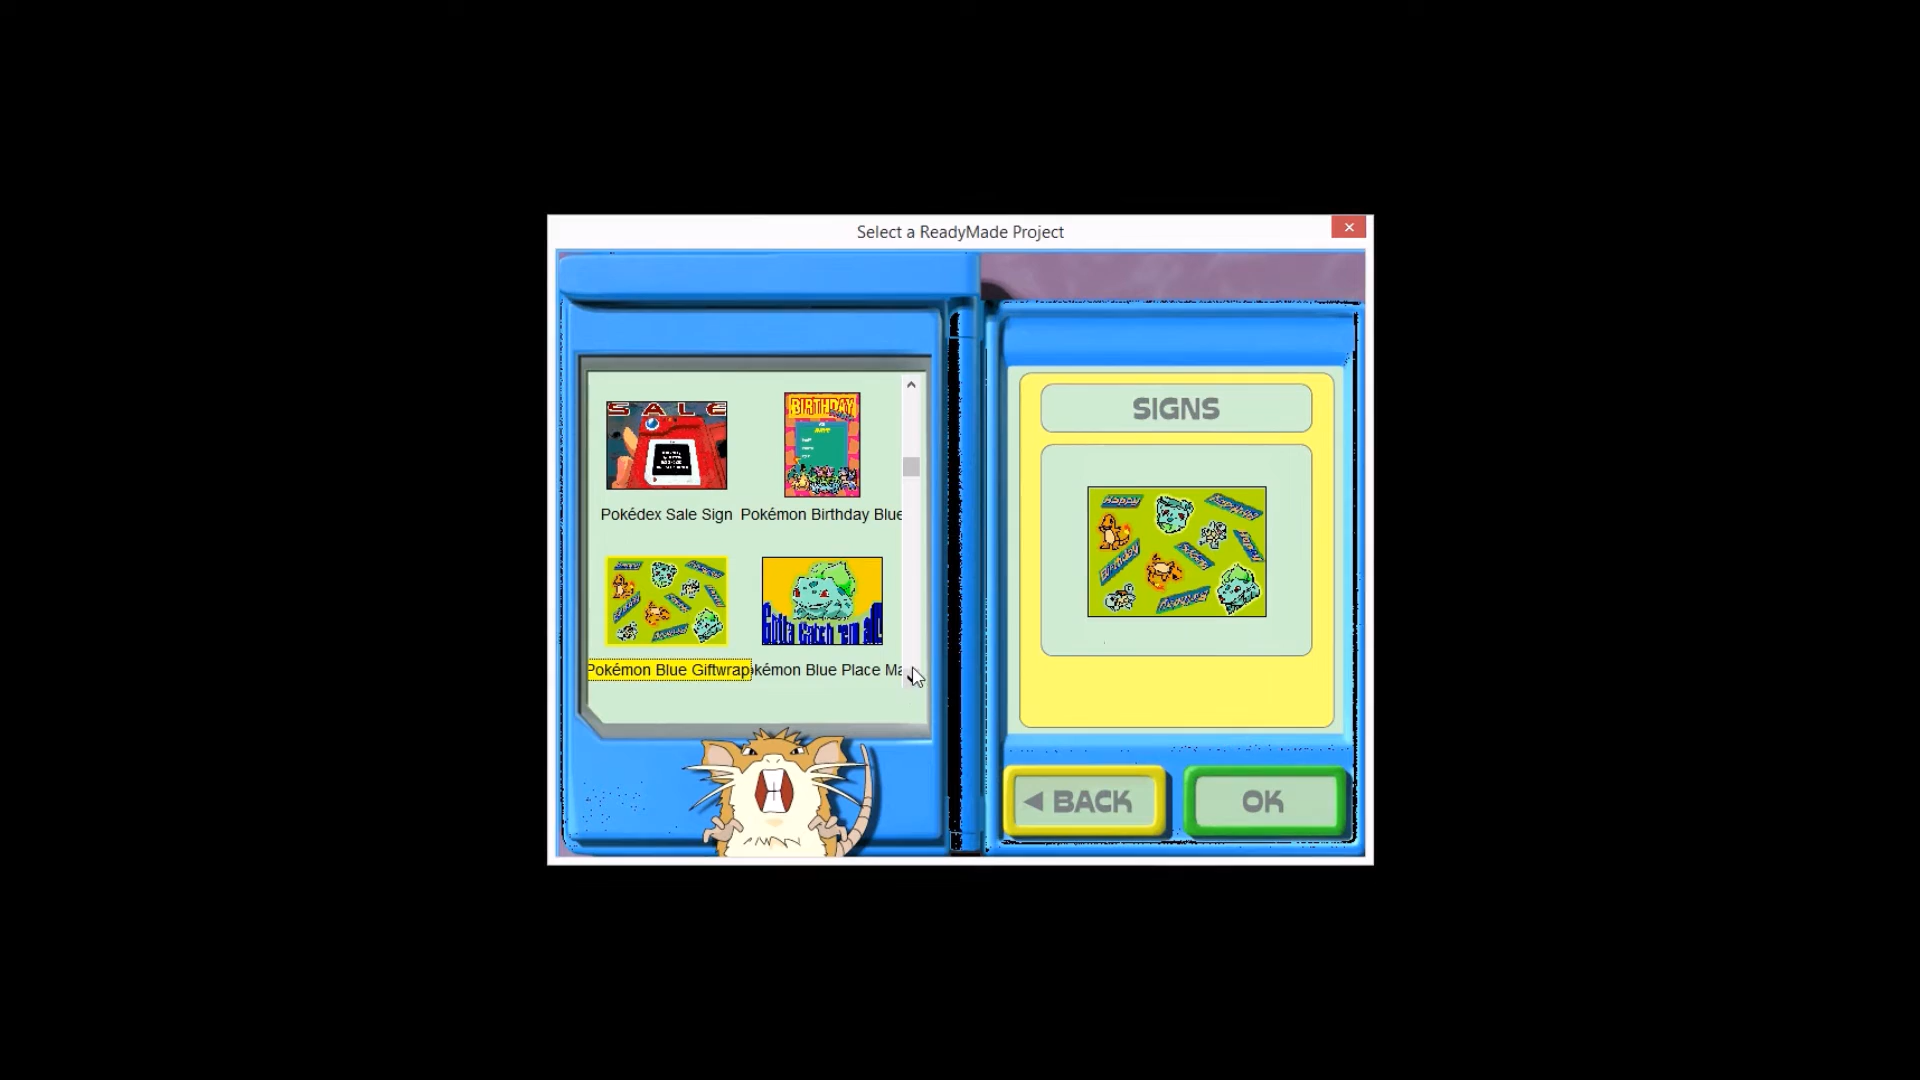 Select a ReadyMade Project
SALE
BIRTHDAY
Pokédex Sale Sign
Pokémon Birthday Blue
Gotta Catch 'em all
Pokémon Blue Giftwrap
kémon Blue Place Ma
SIGNS
BACK
OK